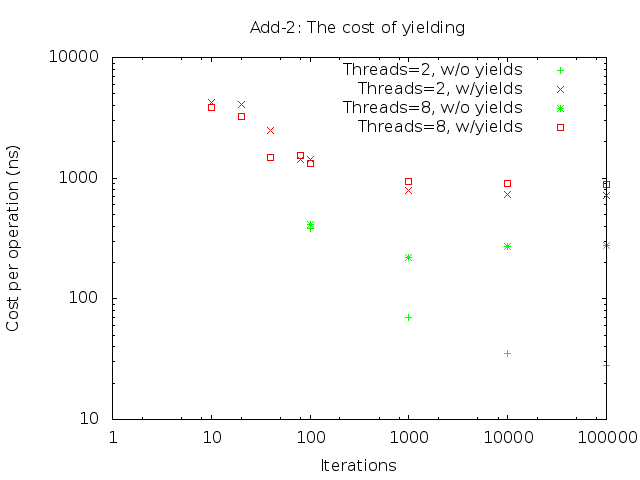 Add-2: The cost of yielding
Threads=2, w/o yields
Threads=2, w/yields
Threads=8, w/o yields
Threads=8, w/yields
Cost per operation (ns)
10000
1000
100
10
1 10 100 1000 10000 100000
Iterations